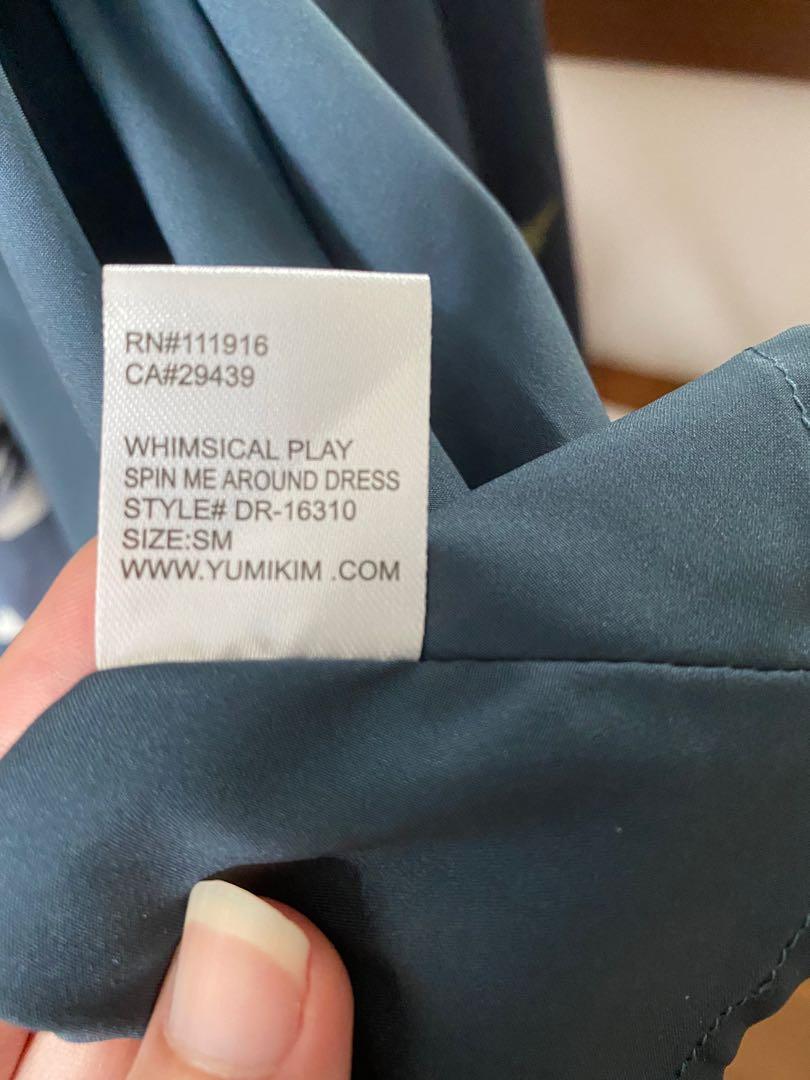 RN#111916
CA#29439
WHIMSICAL PLAY
SPIN ME AROUND DRESS
STYLE# DR-16310
SIZE:SM
WWW.YUMIKIM .COM